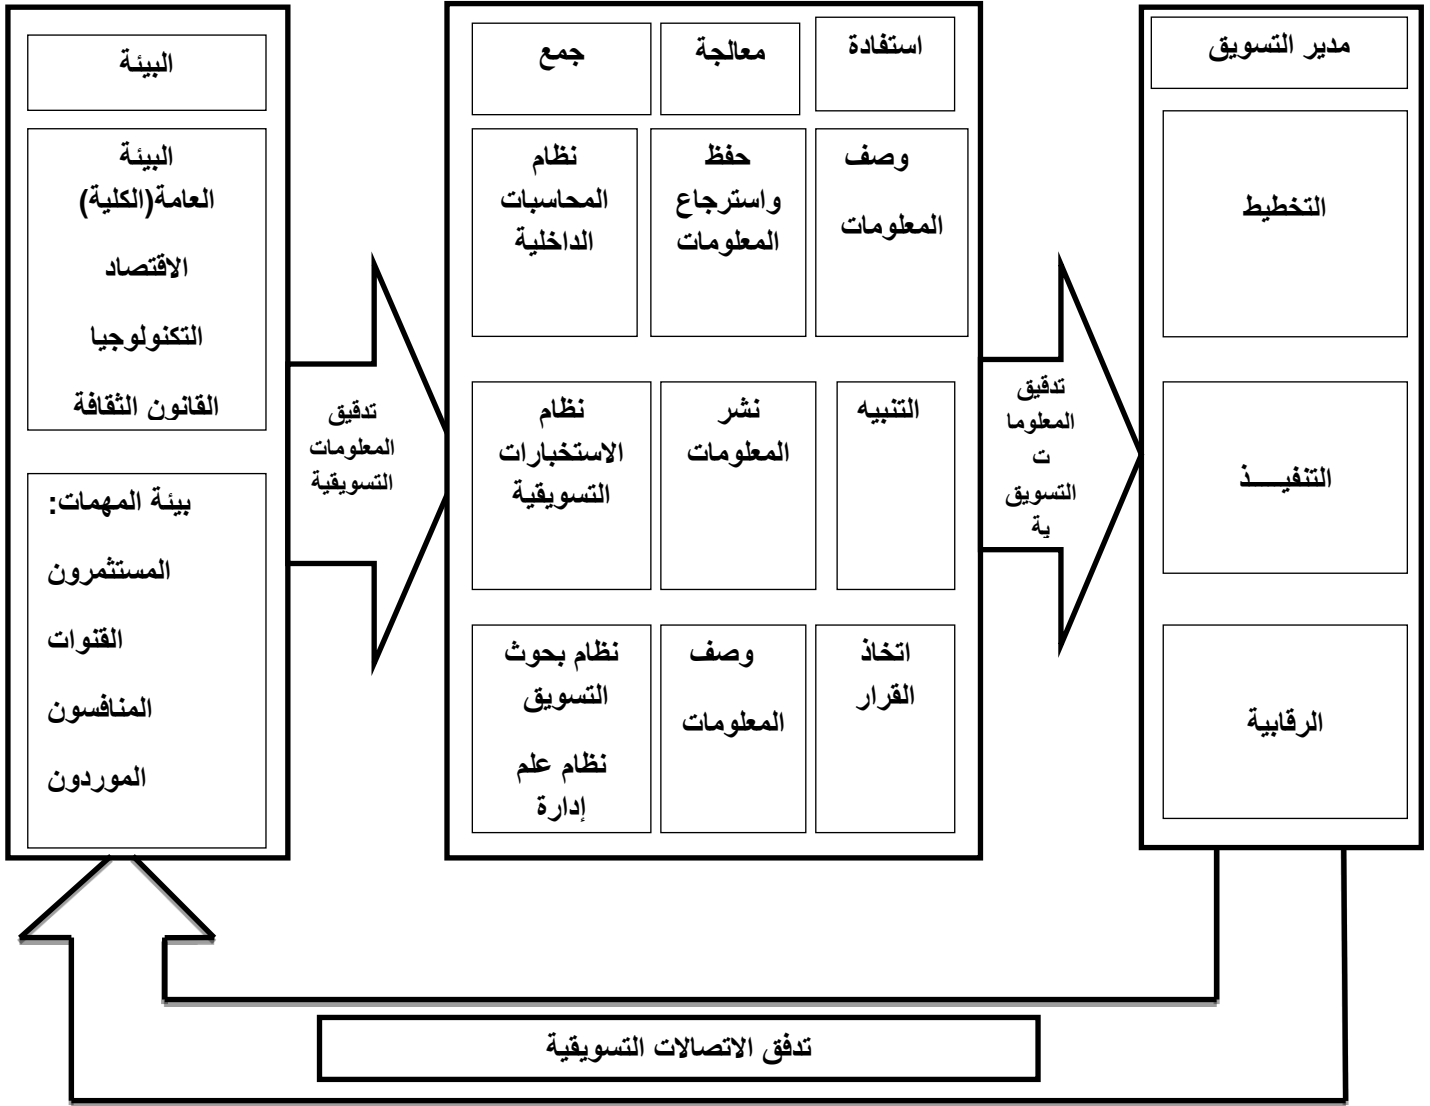 البيئة
البيئة
العامة(الكلية)
الاقتصاد
التكنولوجيا
القانون الثقافة
بيئة المهمات:
المستثمرون
القنوات
المنافسون
الموردون
تدقيق
المعلومات
التسويقية
جمع
معالجة
استفادة
نظام
المحاسبات
الداخلية
حفظ
واسترجاع
المعلومات
وصف
المعلومات
نظام
الاستخبارات
التسويقية
نشر
المعلومات
التنبيه
نظام بحوث
التسويق
نظام علم
إدارة
وصف
المعلومات
اتخاذ
القرار
تدقيق
المعلوما
ت
التسويق
ية
مدير التسويق
التخطيط
التنفيـــــذ
الرقابية
تدفق الاتصالات التسويقية